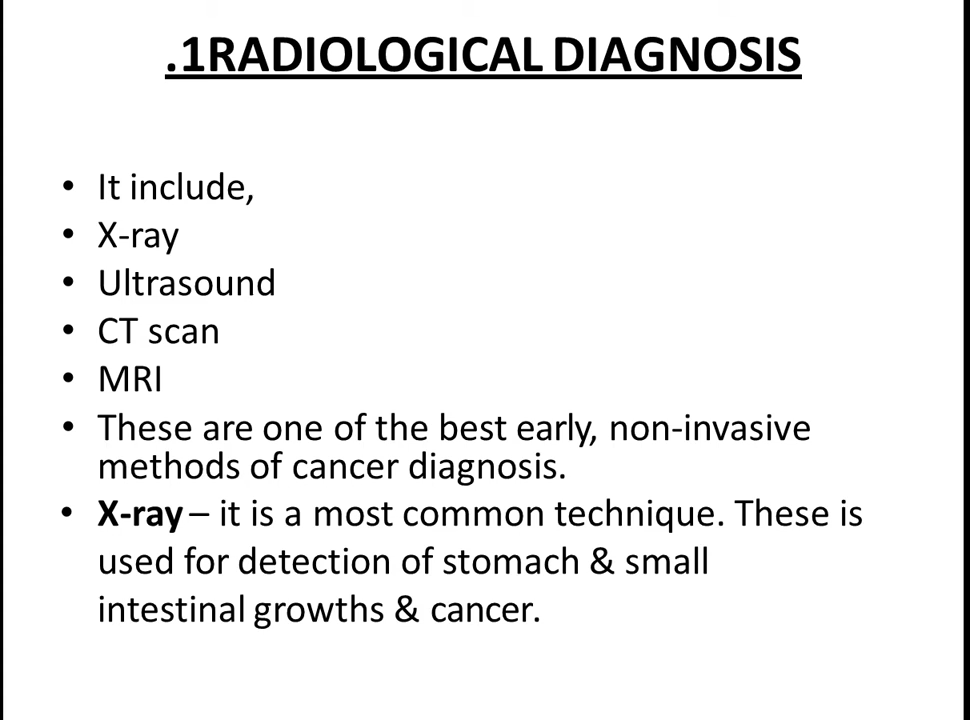 .1RADIOLOGICAL DIAGNOSIS
• It include,
• X-ray
• Ultrasound
• CT scan
• MRI
• These are one of the best early, non-invasive
methods of cancer diagnosis.
• X-ray – it is a most common technique. These is
used for detection of stomach & small
intestinal growths & cancer.